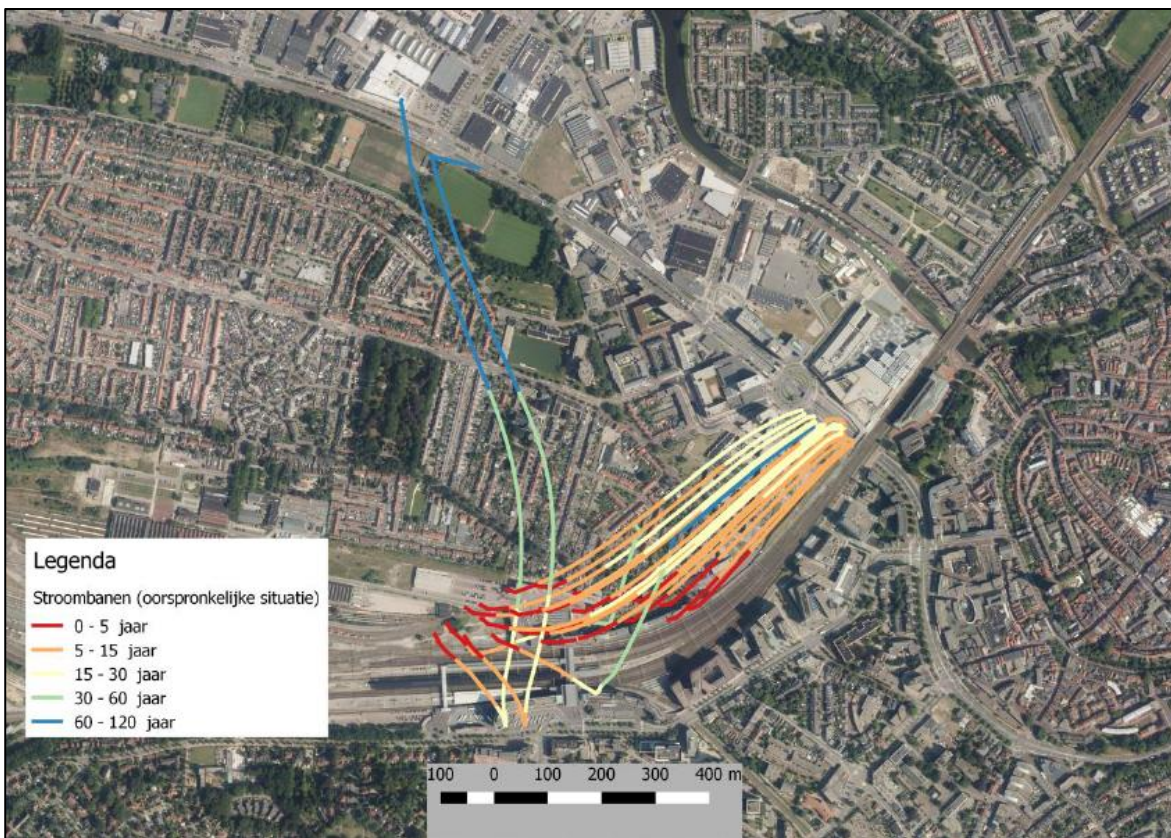 Legenda
Stroombanen (oorspronkelijke situatie)
0 - 5 jaar
5 - 15 jaar
15 - 30 jaar
30 - 60 jaar
60 - 120 jaar
100 0 100 200 300 400 m